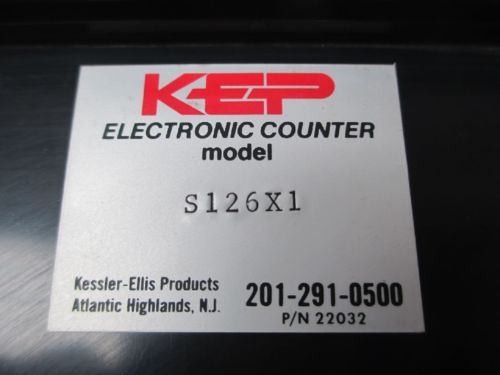 KEP
ELECTRONIC COUNTER
model
S126X1
Kessler-Ellis Products
Atlantic Highlands, N.J.
201-291-0500
P/N 22032